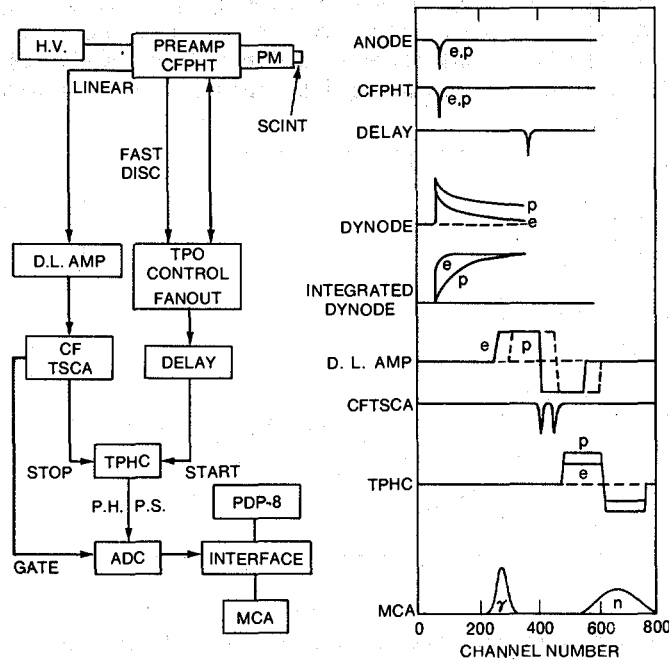 H.V.
PREAMP
CFPHT
PM
LINEAR
SCINT
FAST
DISC
D.L. AMP
TPO
CONTROL
FANOUT
CF
TSCA
DELAY
STOP
TPHC
START
P.H.
P.S.
PDP-8
GATE
ADC
INTERFACE
MCA
ANODE
e,p
CFPHT
e,p
DELAY
p
DYNODE
e
e
p
INTEGRATED
DYNODE
e
p
D. L. AMP
CFTSCA
p
TPHC
e
MCA
γ
n
0
200
400
600
800
CHANNEL NUMBER